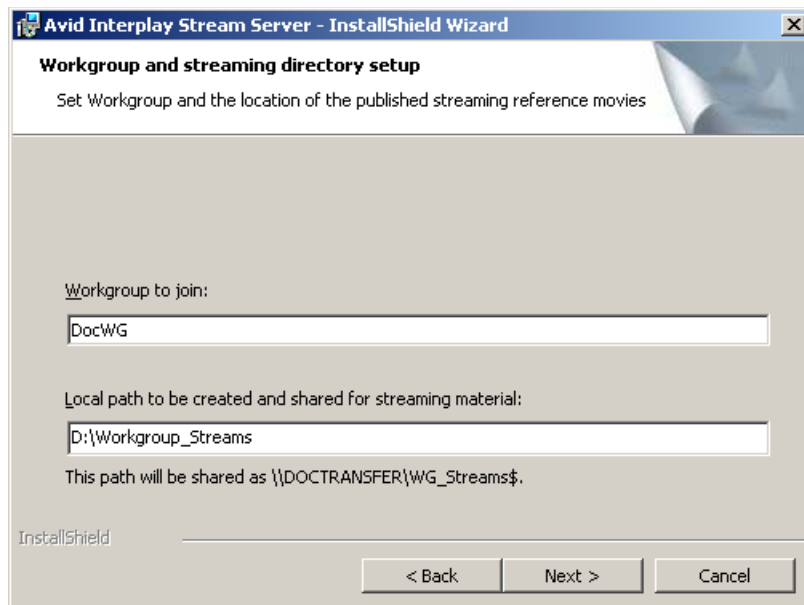 Avid Interplay Stream Server - InstallShield Wizard
Workgroup and streaming directory setup
Set Workgroup and the location of the published streaming reference movies
Workgroup to join:
DocWG
Local path to be created and shared for streaming material:
D:\Workgroup_Streams
This path will be shared as \\DOCTRANSFER\WG_Streams$.
InstallShield
< Back Next > Cancel